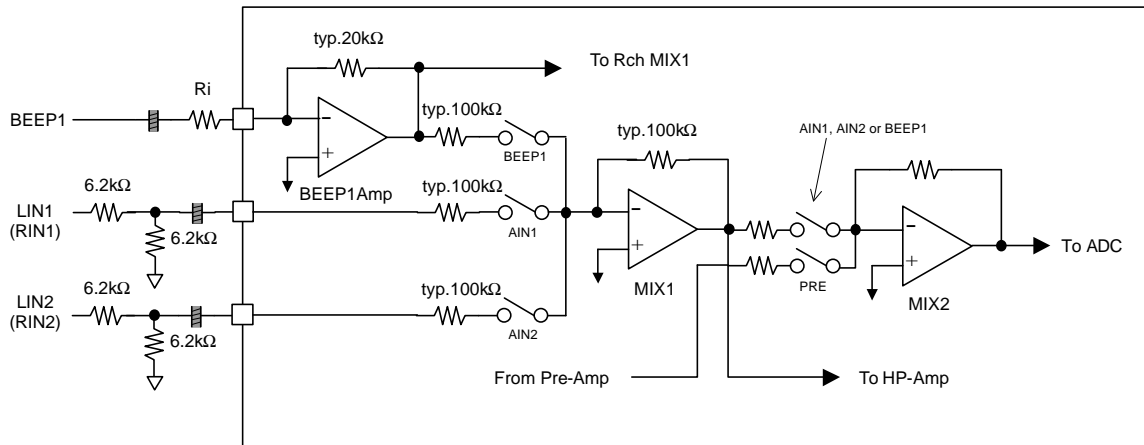 typ.20kΩ
To Rch MIX1
Ri
BEEP1
−
+
typ.100kΩ
BEEP1
BEEP1Amp
typ.100kΩ
AIN1, AIN2 or BEEP1
LIN1
(RIN1)
6.2kΩ
6.2kΩ
typ.100kΩ
AIN1
−
+
MIX1
PRE
−
+
MIX2
To ADC
LIN2
(RIN2)
6.2kΩ
6.2kΩ
typ.100kΩ
AIN2
From Pre-Amp
To HP-Amp